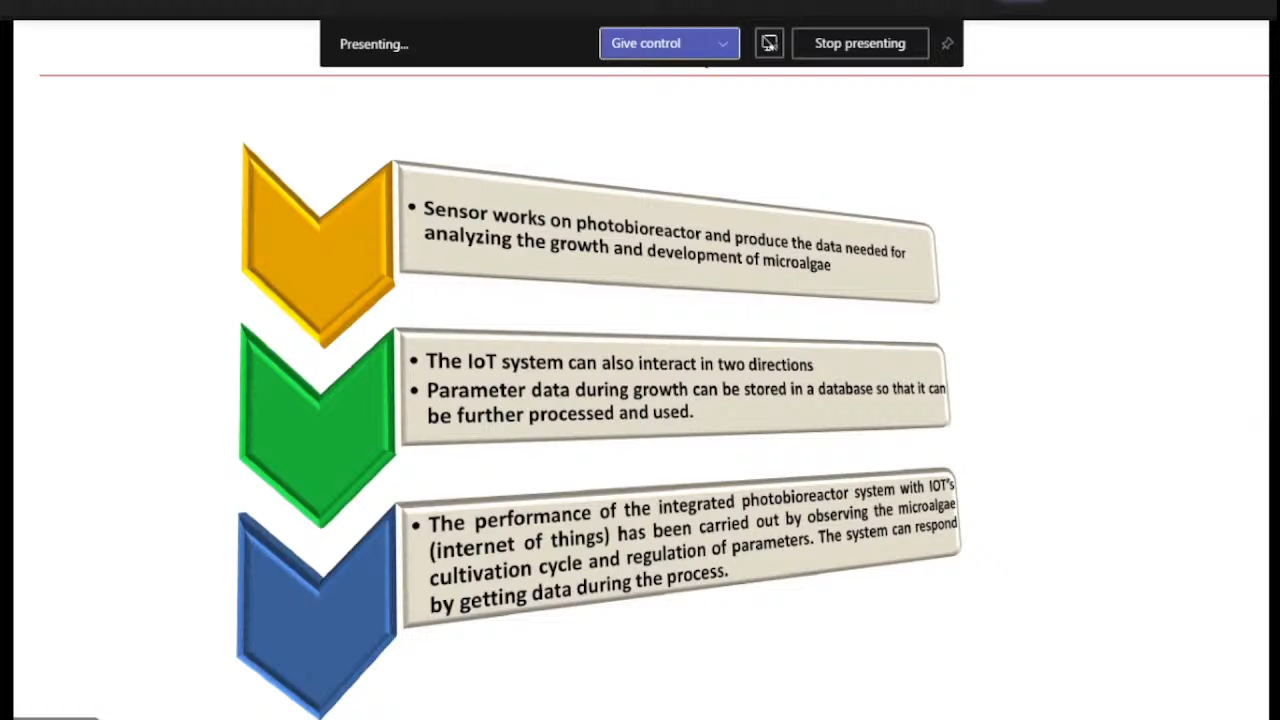 Presenting...
Give control
Stop presenting
• Sensor works on photobioreactor and produce the data needed for
analyzing the growth and development of microalgae
• The IoT system can also interact in two directions
• Parameter data during growth can be stored in a database so that it can
be further processed and used.
• The performance of the integrated photobioreactor system with IOT's
(internet of things) has been carried out by observing the microalgae
cultivation cycle and regulation of parameters. The system can respond
by getting data during the process.